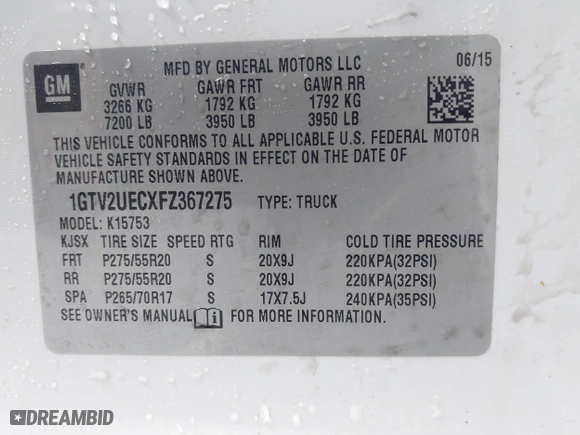 GM
MFD BY GENERAL MOTORS LLC 06/15
GVWR GAWR FRT GAWR RR
3266 KG 1792 KG 1792 KG
7200 LB 3950 LB 3950 LB
THIS VEHICLE CONFORMS TO ALL APPLICABLE U.S. FEDERAL MOTOR
VEHICLE SAFETY STANDARDS IN EFFECT ON THE DATE OF
MANUFACTURE SHOWN ABOVE.
1GTV2UECXFZ367275 TYPE: TRUCK
MODEL: K15753
KJSX TIRE SIZE SPEED RTG RIM COLD TIRE PRESSURE
FRT P275/55R20 S 20X9J 220KPA(32PSI)
RR P275/55R20 S 20X9J 220KPA(32PSI)
SPA P265/70R17 S 17X7.5J 240KPA(35PSI)
SEE OWNER'S MANUAL FOR MORE INFORMATION.
DREAMBID